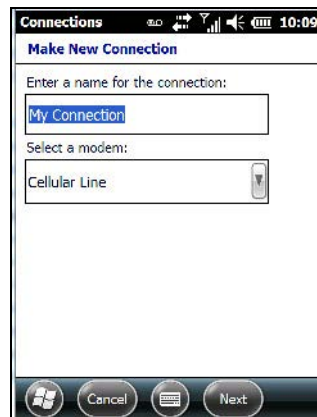 Connections 10:09
Make New Connection
Enter a name for the connection:
My Connection
Select a modem:
Cellular Line
Cancel Next